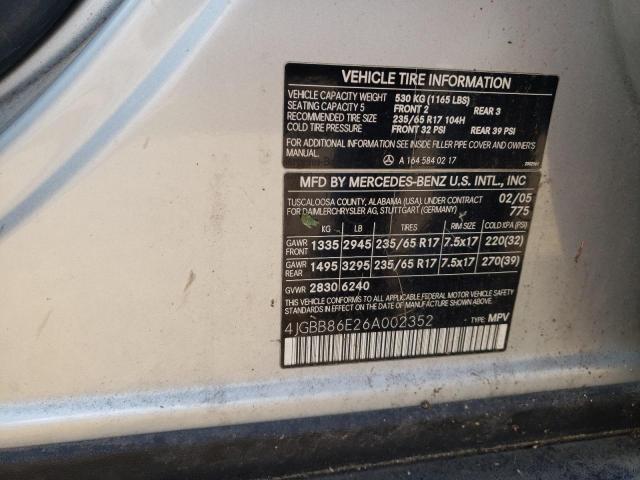 VEHICLE TIRE INFORMATION
VEHICLE CAPACITY WEIGHT 530 KG (1165 LBS)
SEATING CAPACITY 5 FRONT 2 REAR 3
RECOMMENDED TIRE SIZE 235/65 R17 104H
COLD TIRE PRESSURE FRONT 32 PSI REAR 39 PSI
FOR ADDITIONAL INFORMATION SEE INSIDE FILLER PIPE COVER AND OWNER'S
MANUAL
A 164 584 02 17
MFD BY MERCEDES-BENZ U.S. INTL., INC
TUSCALOOSA COUNTY, ALABAMA (USA), UNDER CONTRACT 02/05
FOR DAIMLERCHRYSLER AG, STUTTGART (GERMANY) 775
KG LB TIRES RIM SIZE COLD KPA (PSI)
GAWR FRONT 1335 2945 235/65 R17 7.5x17 220(32)
GAWR REAR 1495 3295 235/65 R17 7.5x17 270(39)
GVWR 2830 6240
THIS VEHICLE CONFORMS TO ALL APPLICABLE FEDERAL MOTOR VEHICLE SAFETY
STANDARDS IN EFFECT ON THE DATE OF MANUFACTURE SHOWN ABOVE.
4JGBB86E26A002352 TYPE: MPV